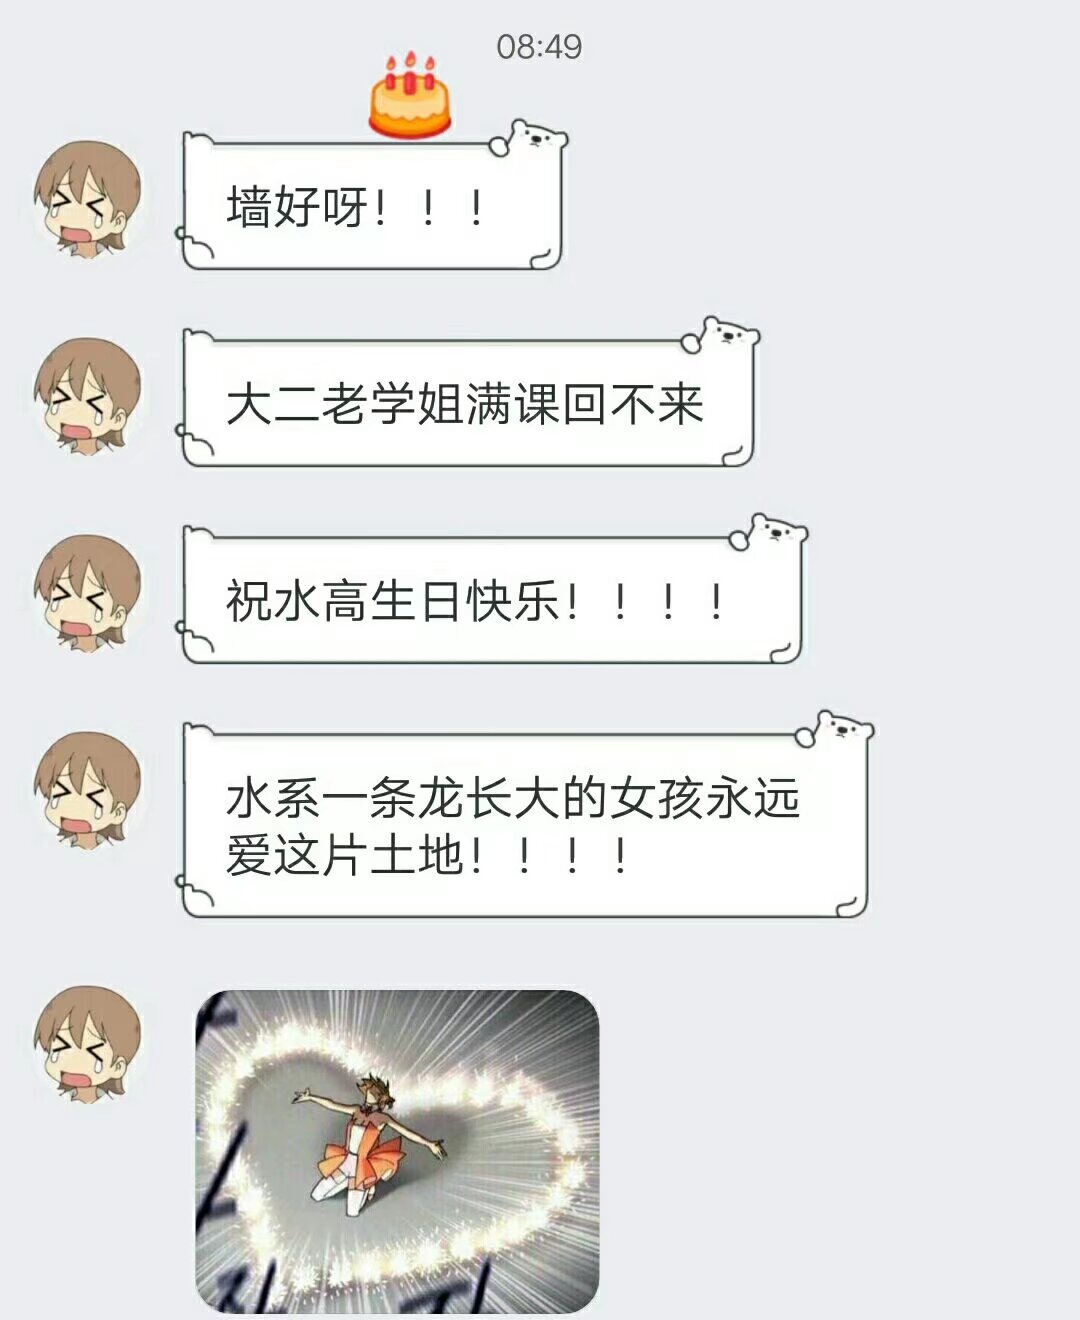 08:49
墙好呀！！！
大二老学姐满课回不来
祝水高生日快乐！！！！
水系一条龙长大的女孩永远
爱这片土地！！！！